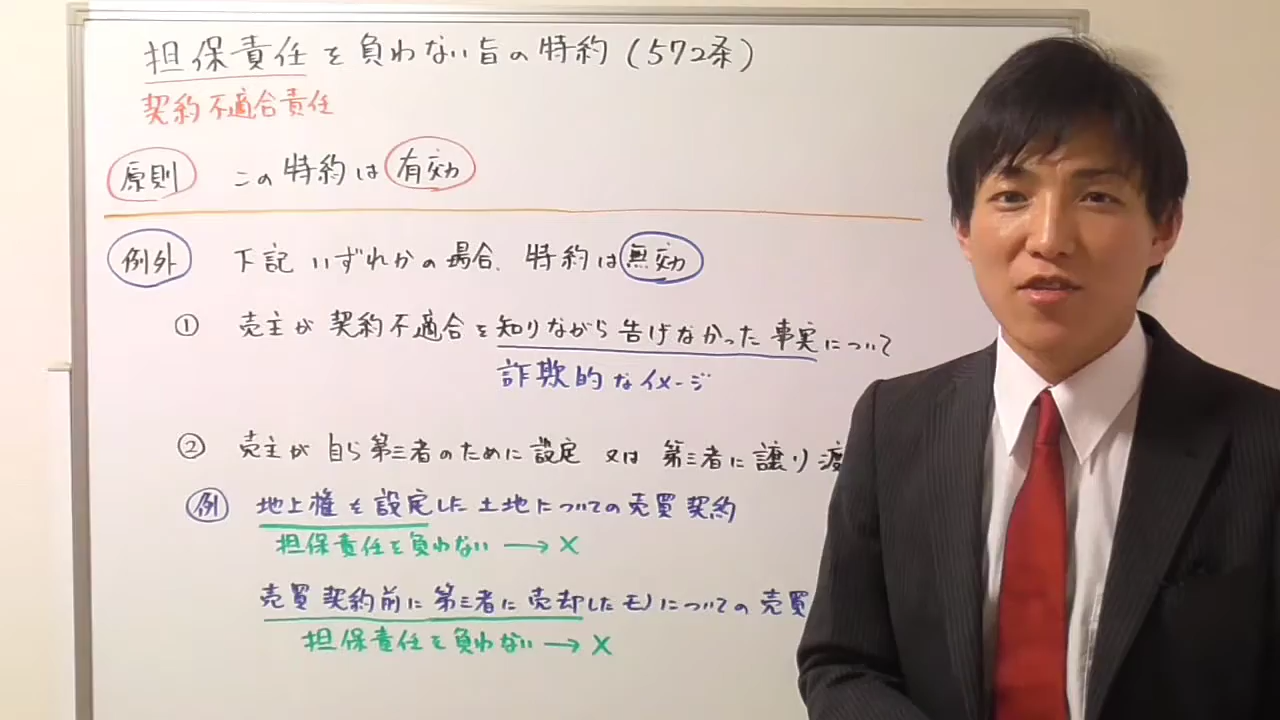 担保責任を負わない旨の特約(572条)
契約不適合責任
原則 この特約は有効
例外 下記いずれかの場合、特約は無効
① 売主が契約不適合を知りながら告げなかった事実について
詐欺的なイメージ
② 売主が自ら第三者のために設定又は第三者に譲り渡
例 地上権を設定した土地についての売買契約
担保責任を負わない → ×
売買契約前に第三者に売却したモノについての売買
担保責任を負わない → ×